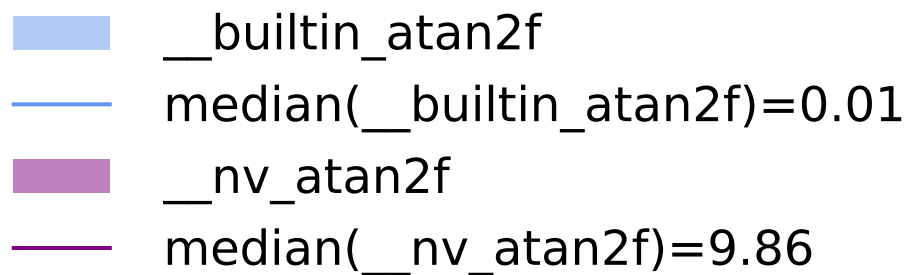 __builtin_atan2f
median(__builtin_atan2f)=0.01
__nv_atan2f
median(__nv_atan2f)=9.86